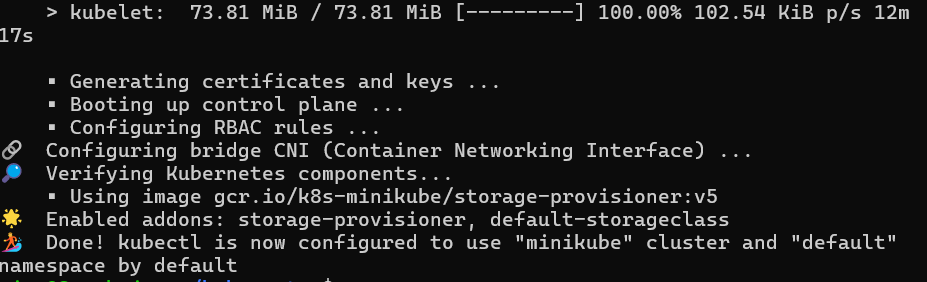 > kubelet:  73.81 MiB / 73.81 MiB [---------] 100.00% 102.54 KiB p/s 12m
17s
▪ Generating certificates and keys ...
▪ Booting up control plane ...
▪ Configuring RBAC rules ...
🔗  Configuring bridge CNI (Container Networking Interface) ...
🔎  Verifying Kubernetes components...
▪ Using image gcr.io/k8s-minikube/storage-provisioner:v5
🌟  Enabled addons: storage-provisioner, default-storageclass
🏄  Done! kubectl is now configured to use "minikube" cluster and "default"
namespace by default